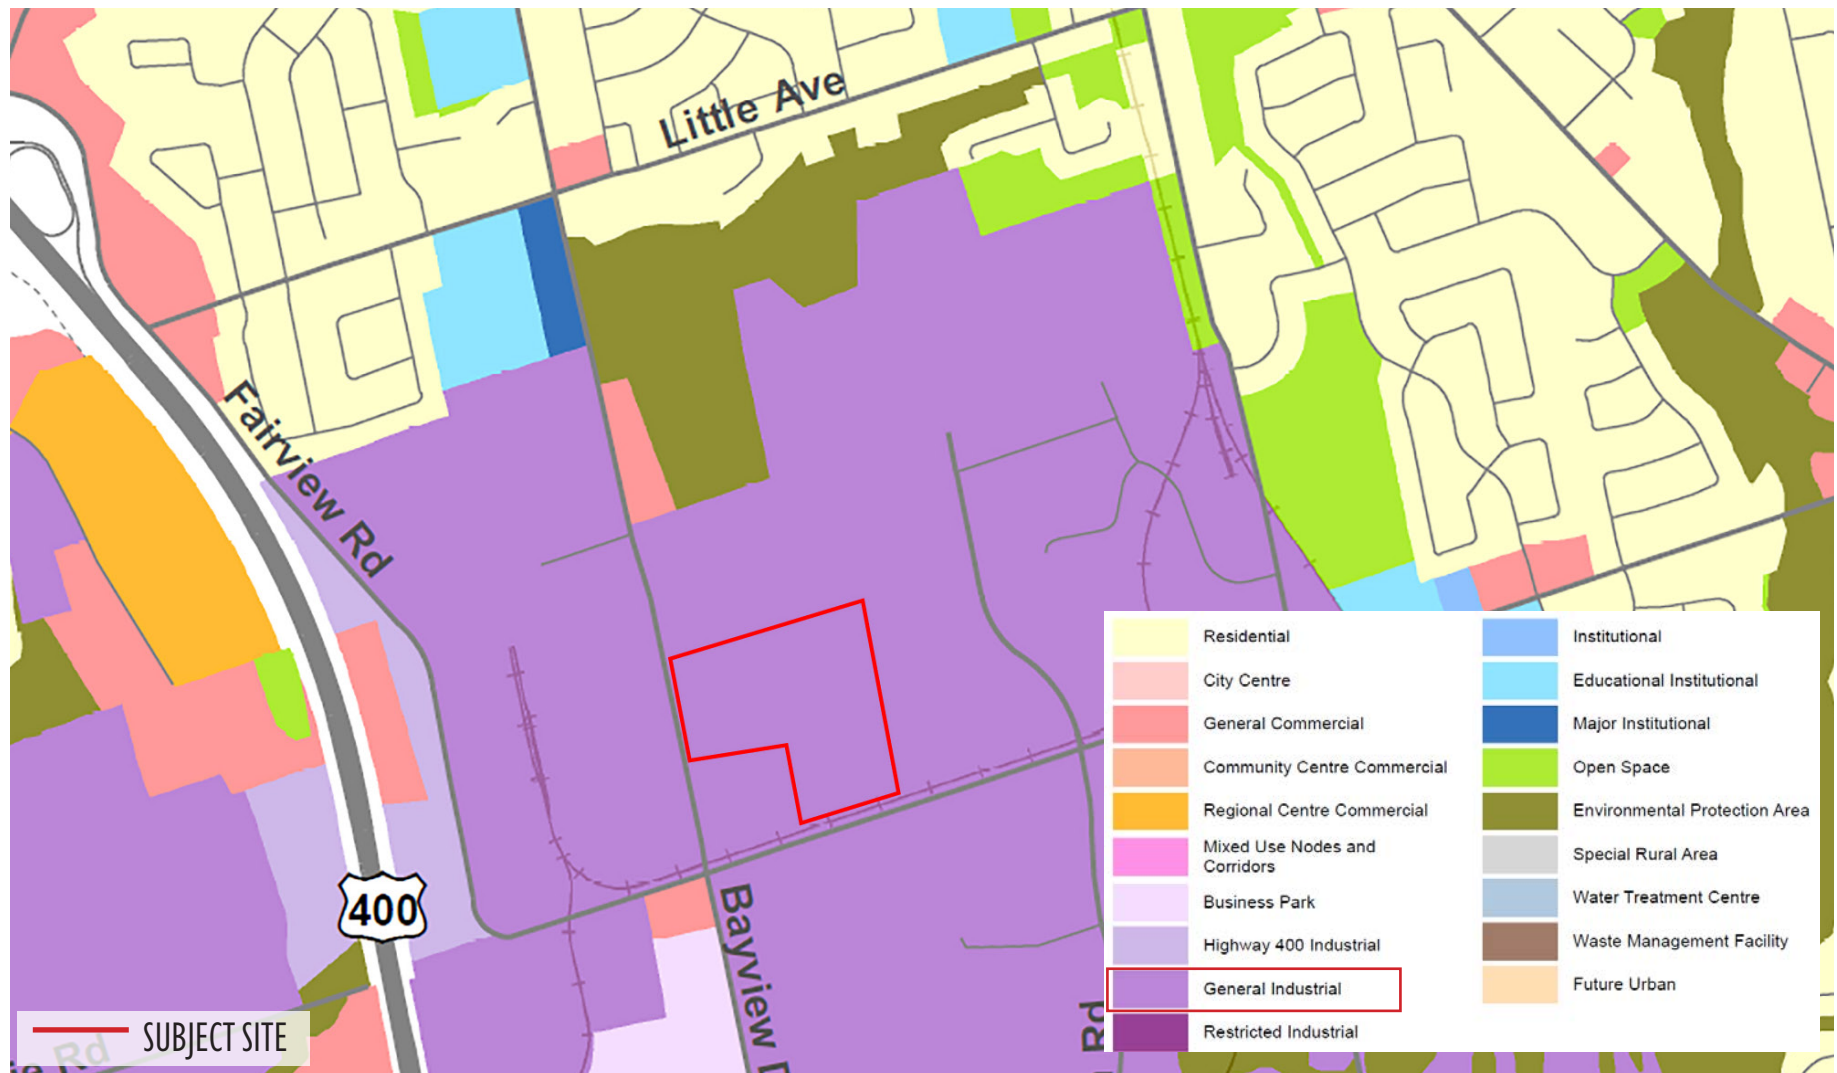 Little Ave
Fairview Rd
400
Bayview D
Rd
Rd
SUBJECT SITE
Residential
City Centre
General Commercial
Community Centre Commercial
Regional Centre Commercial
Mixed Use Nodes and
Corridors
Business Park
Highway 400 Industrial
General Industrial
Restricted Industrial
Institutional
Educational Institutional
Major Institutional
Open Space
Environmental Protection Area
Special Rural Area
Water Treatment Centre
Waste Management Facility
Future Urban